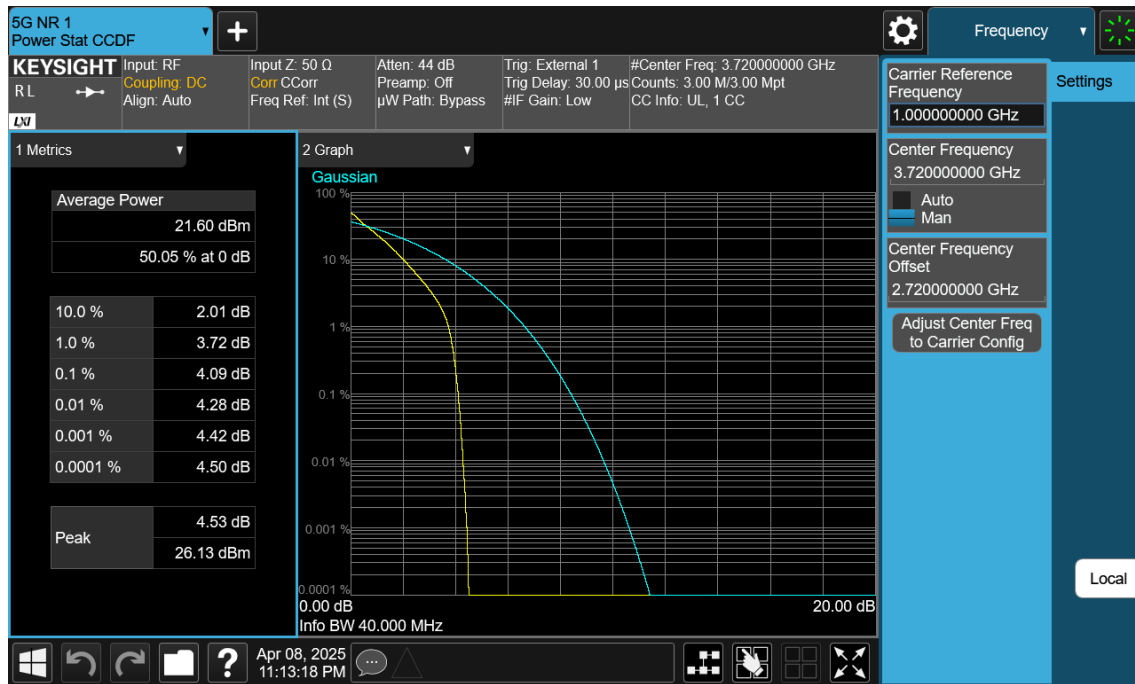 5G NR 1
Power Stat CCDF
+
Frequency
KEYSIGHT
RL
LXI
Input: RF
Coupling: DC
Align: Auto
Input Z: 50 Ω
Corr CCorr
Freq Ref: Int (S)
Atten: 44 dB
Preamp: Off
µW Path: Bypass
Trig: External 1
Trig Delay: 30.00 µs
#IF Gain: Low
#Center Freq: 3.720000000 GHz
Counts: 3.00 M/3.00 Mpt
CC Info: UL, 1 CC
1 Metrics
Average Power
21.60 dBm
50.05 % at 0 dB
10.0 % 2.01 dB
1.0 % 3.72 dB
0.1 % 4.09 dB
0.01 % 4.28 dB
0.001 % 4.42 dB
0.0001 % 4.50 dB
Peak
4.53 dB
26.13 dBm
2 Graph
Gaussian
100 %
10 %
1 %
0.1 %
0.01 %
0.001 %
0.0001 %
0.00 dB 20.00 dB
Info BW 40.000 MHz
Carrier Reference
Frequency
1.000000000 GHz
Center Frequency
3.720000000 GHz
Auto
Man
Center Frequency
Offset
2.720000000 GHz
Adjust Center Freq
to Carrier Config
Settings
Local
?
Apr 08, 2025
11:13:18 PM